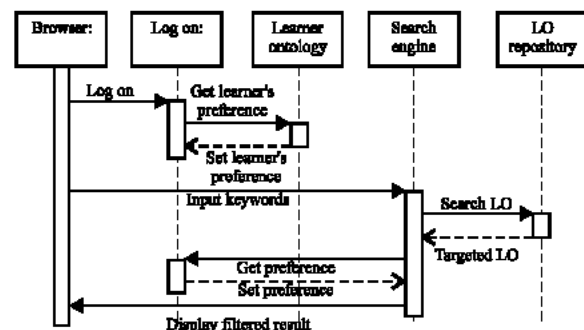 Browser:
Log on:
Learner
ontology
Search
engine
LO
repository
Log on
Get learner's
preference
Set learner's
preference
Input keywords
Search LO
Targeted LO
Get preference
Set preference
Display filtered result